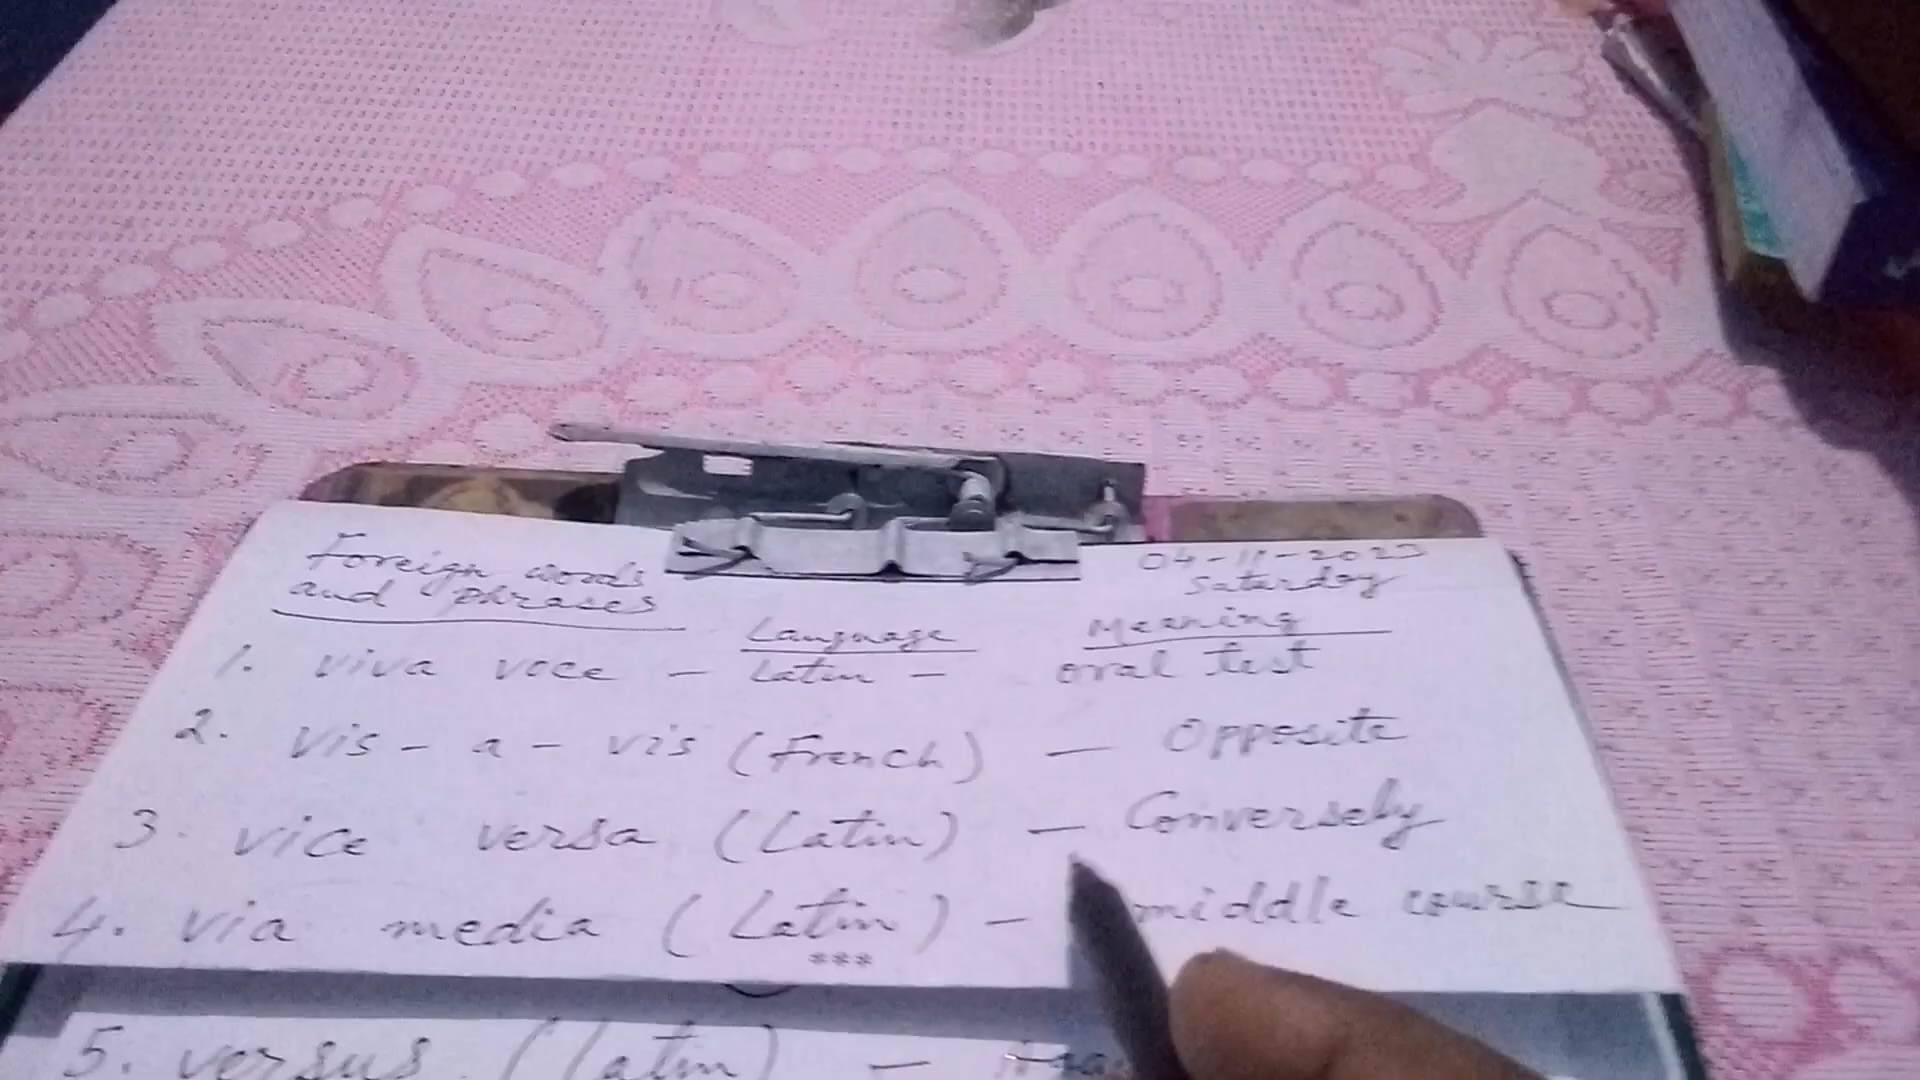 Foreign words
and phrases
04-11-2023
Saturday
Language
Meaning
1. viva voce - Latin - oral test
2. vis-a-vis (French) - Opposite
3. vice versa (Latin) - Conversely
4. via media (Latin) - middle course
***
5. versus (Latin) -